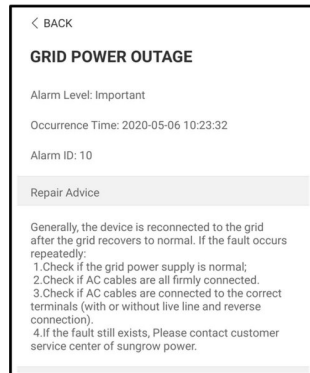 < BACK
GRID POWER OUTAGE
Alarm Level: Important
Occurrence Time: 2020-05-06 10:23:32
Alarm ID: 10
Repair Advice
Generally, the device is reconnected to the grid
after the grid recovers to normal. If the fault occurs
repeatedly:
1.Check if the grid power supply is normal;
2.Check if AC cables are all firmly connected.
3.Check if AC cables are connected to the correct
terminals (with or without live line and reverse
connection).
4.If the fault still exists, Please contact customer
service center of sungrow power.